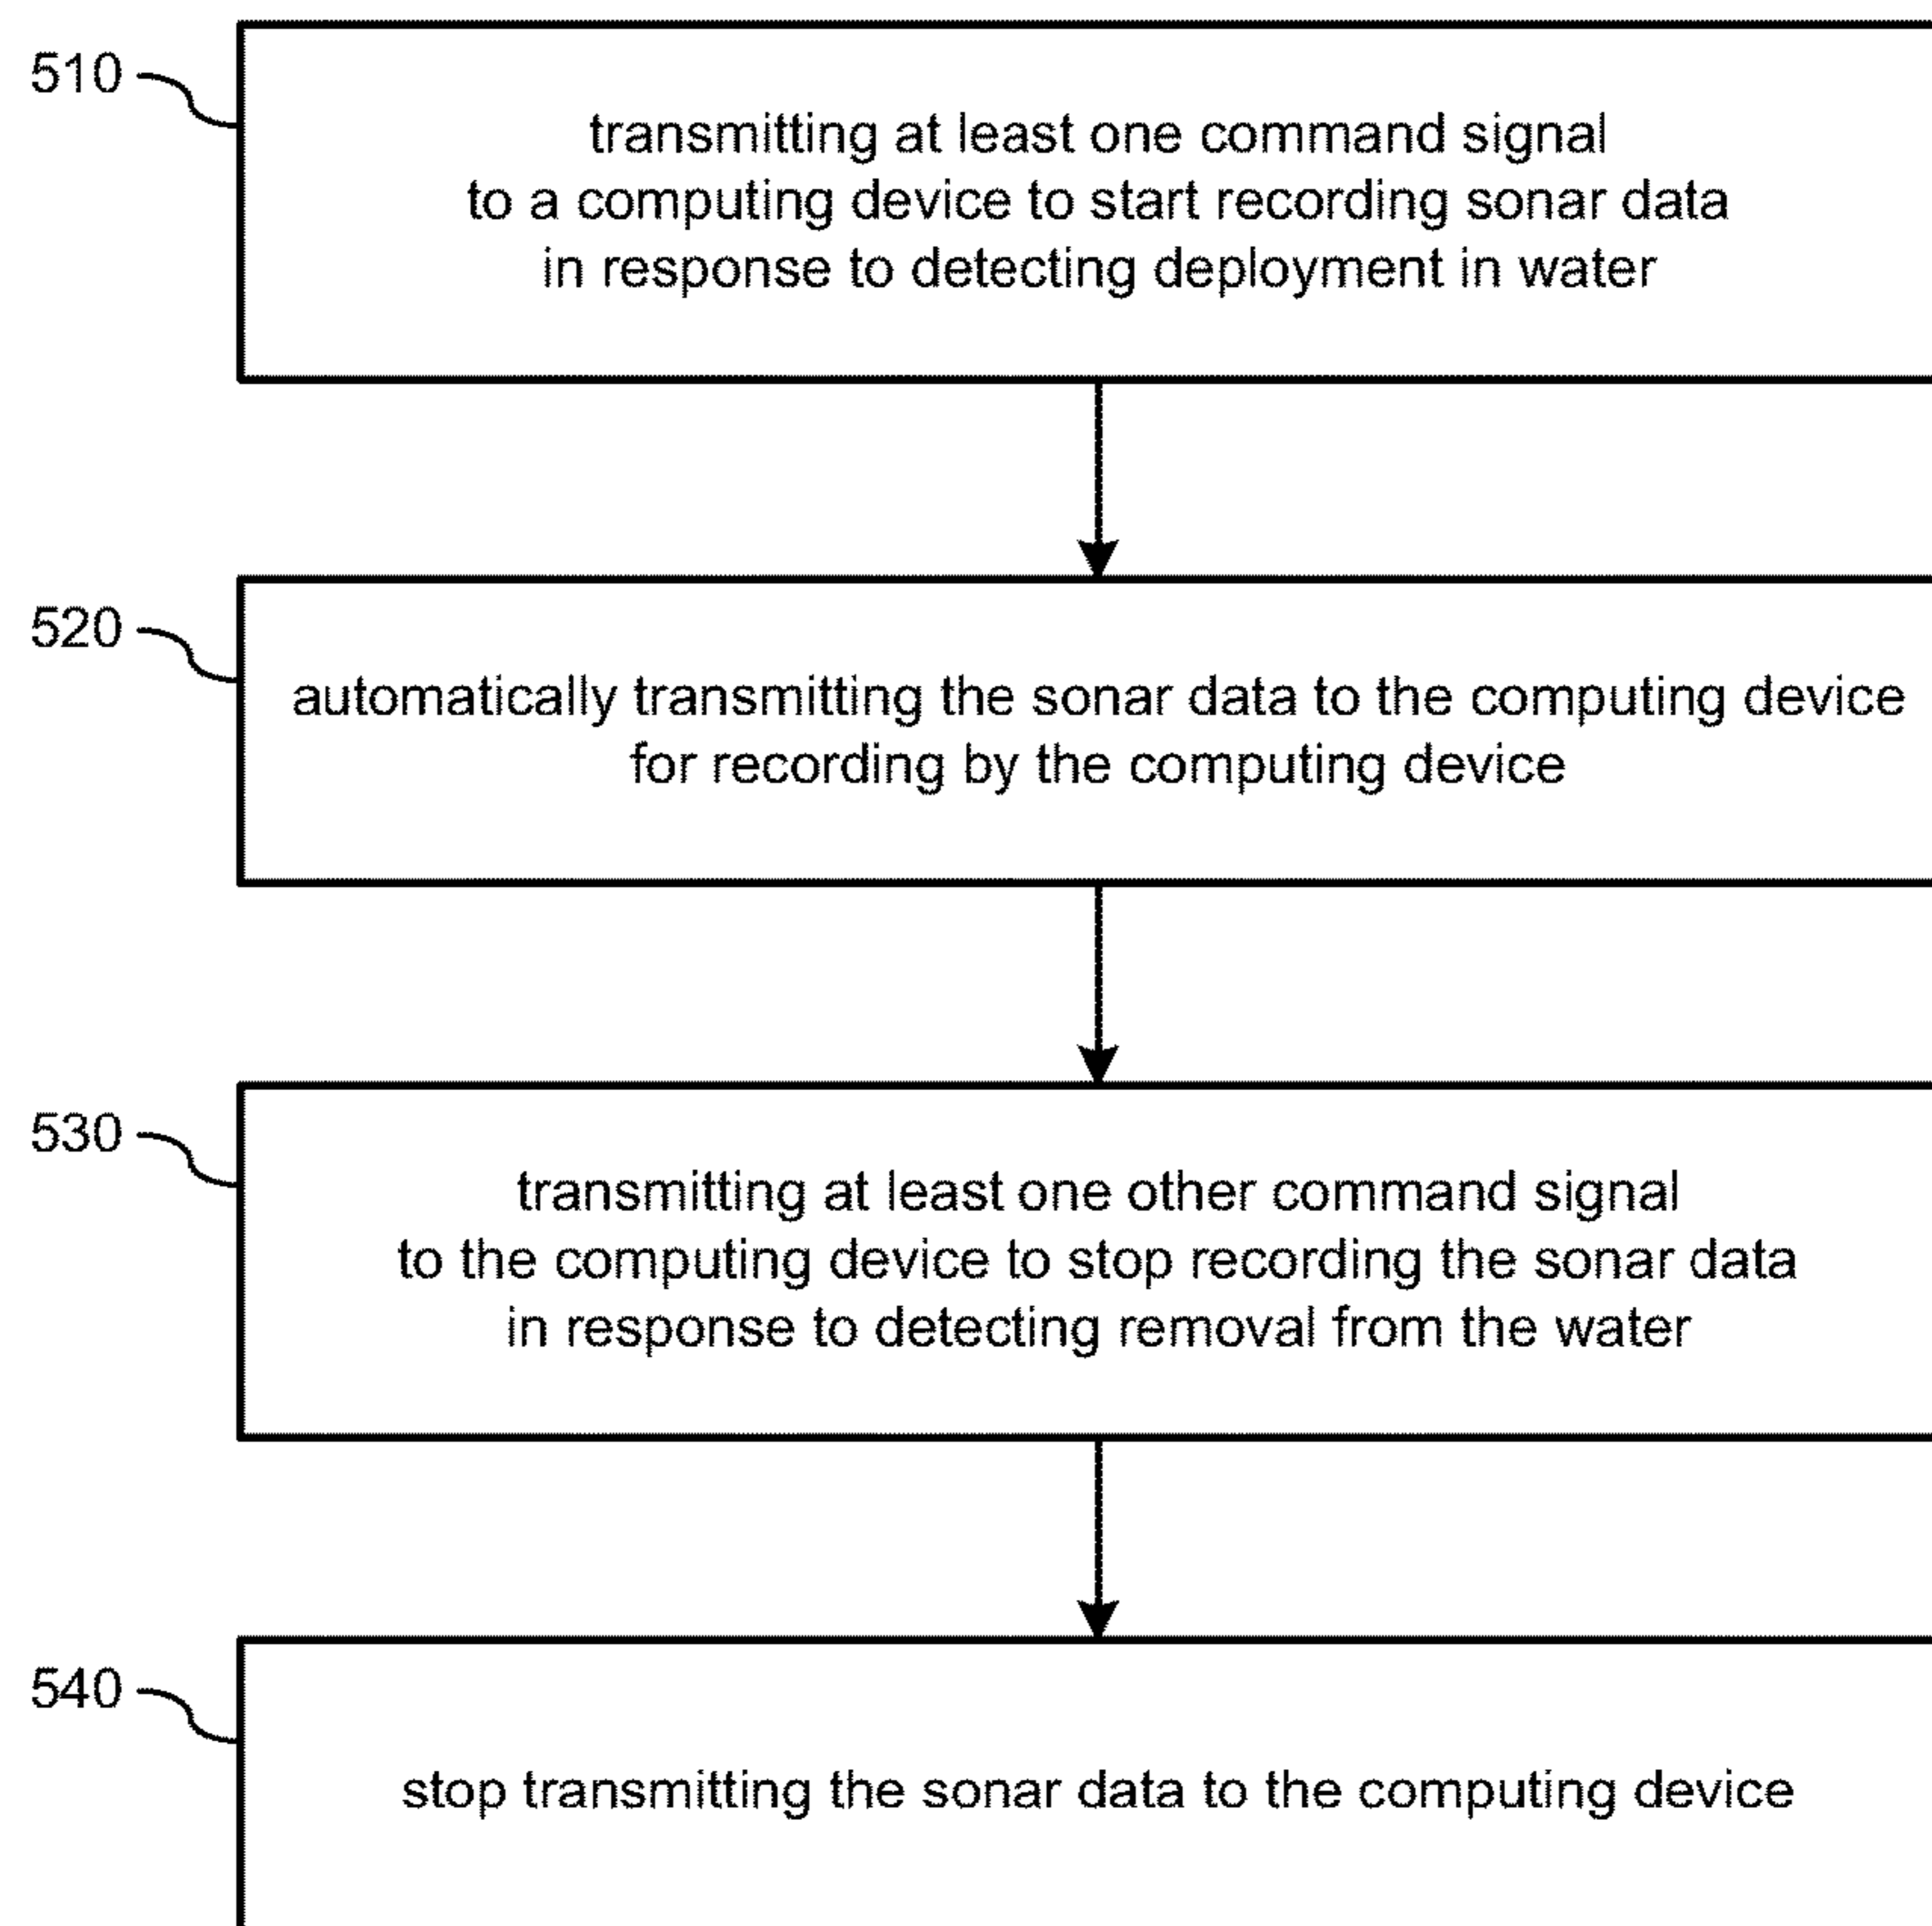 510
transmitting at least one command signal
to a computing device to start recording sonar data
in response to detecting deployment in water
520
automatically transmitting the sonar data to the computing device
for recording by the computing device
530
transmitting at least one other command signal
to the computing device to stop recording the sonar data
in response to detecting removal from the water
540
stop transmitting the sonar data to the computing device